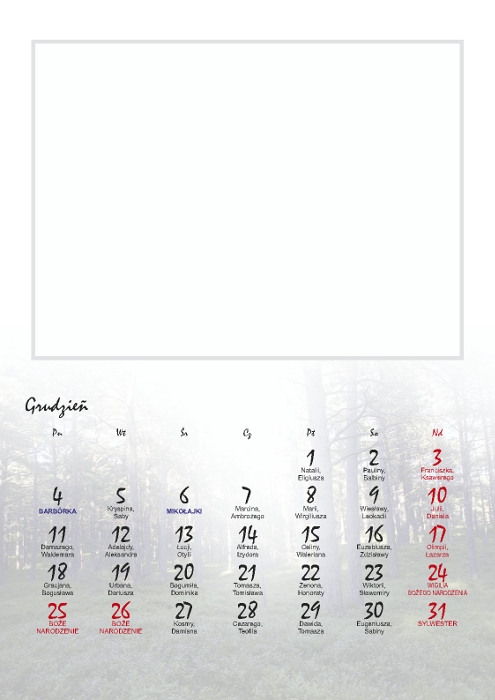 Grudzień
Pn Wt Śr Cz Pt So Nd
1 2 3
Natalii, Pauliny, Franciszka,
Eligiusza Balbiny Ksawerego
4 5 6 7 8 9 10
BARBÓRKA Kryspina, MIKOŁAJKI Marcina, Marii, Wiesławy, Julii,
Saby Ambrożego Wirgiliusza Leokadii Daniela
11 12 13 14 15 16 17
Damazego, Adelajdy, Łucji, Alfreda, Celiny, Euzebiusza, Olimpii,
Waldemara Aleksandra Otylii Izydora Waleriana Zdzisławy Łazarza
18 19 20 21 22 23 24
Gracjana, Urbana, Bogumiła, Tomasza, Zenona, Wiktorii, WIGILIA
Bogusława Dariusza Dominika Tomisława Honoraty Sławomiry BOŻEGO NARODZENIA
25 26 27 28 29 30 31
BOŻE BOŻE Kosmy, Cezarego, Dawida, Eugeniusza, SYLWESTER
NARODZENIE NARODZENIE Damiana Teofila Tomasza Sabiny